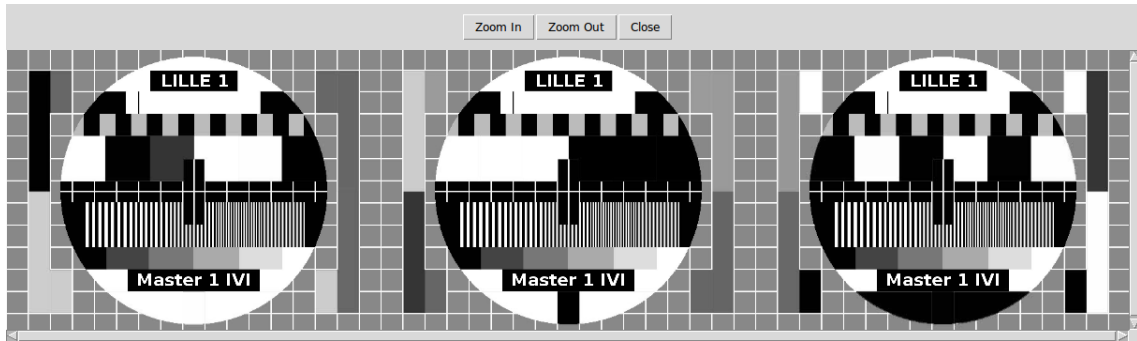 Zoom In Zoom Out Close
LILLE 1 LILLE 1 LILLE 1
Master 1 IVI Master 1 IVI Master 1 IVI